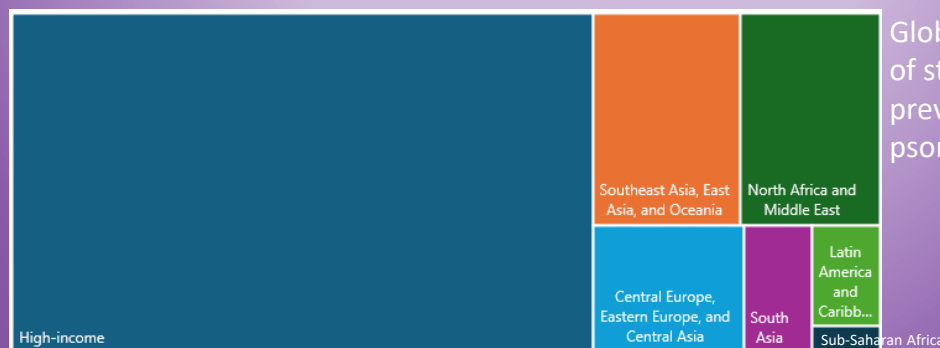 High-income
Southeast Asia, East
Asia, and Oceania
North Africa and
Middle East
Central Europe,
Eastern Europe, and
Central Asia
South
Asia
Latin
America
and
Caribb...
Sub-Saharan Africa
of